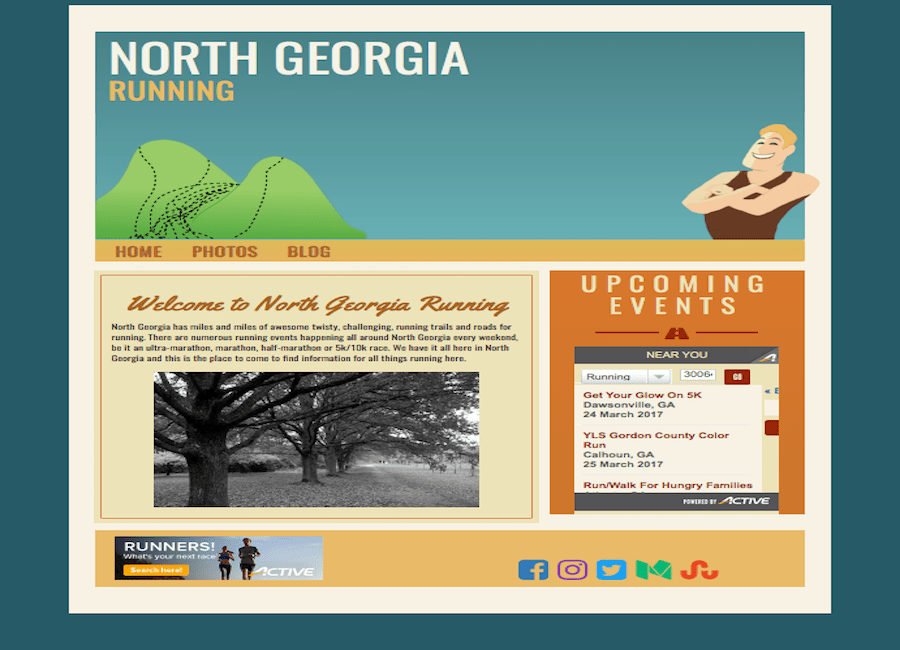 NORTH GEORGIA
RUNNING
HOME PHOTOS BLOG
Welcome to North Georgia Running
North Georgia has miles and miles of awesome twisty, challenging, running trails and roads for
running. There are numerous running events happening all around North Georgia every weekend,
be it an ultra-marathon, marathon, half-marathon or 5k/10k race. We have it all here in North
Georgia and this is the place to come to find information for all things running here.
UPCOMING
EVENTS
NEAR YOU
Running 3006 GO
Get Your Glow On 5K
Dawsonville, GA
24 March 2017
YLS Gordon County Color
Run
Calhoun, GA
25 March 2017
Run/Walk For Hungry Families
POWERED BY ACTIVE
RUNNERS!
What's your next race?
Search here!
ACTIVE